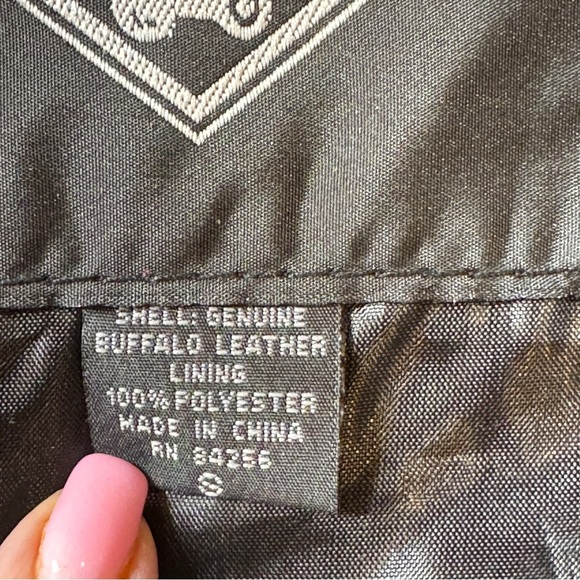 SHELL: GENUINE
BUFFALO LEATHER
LINING
100% POLYESTER
MADE IN CHINA
RN 84256
S